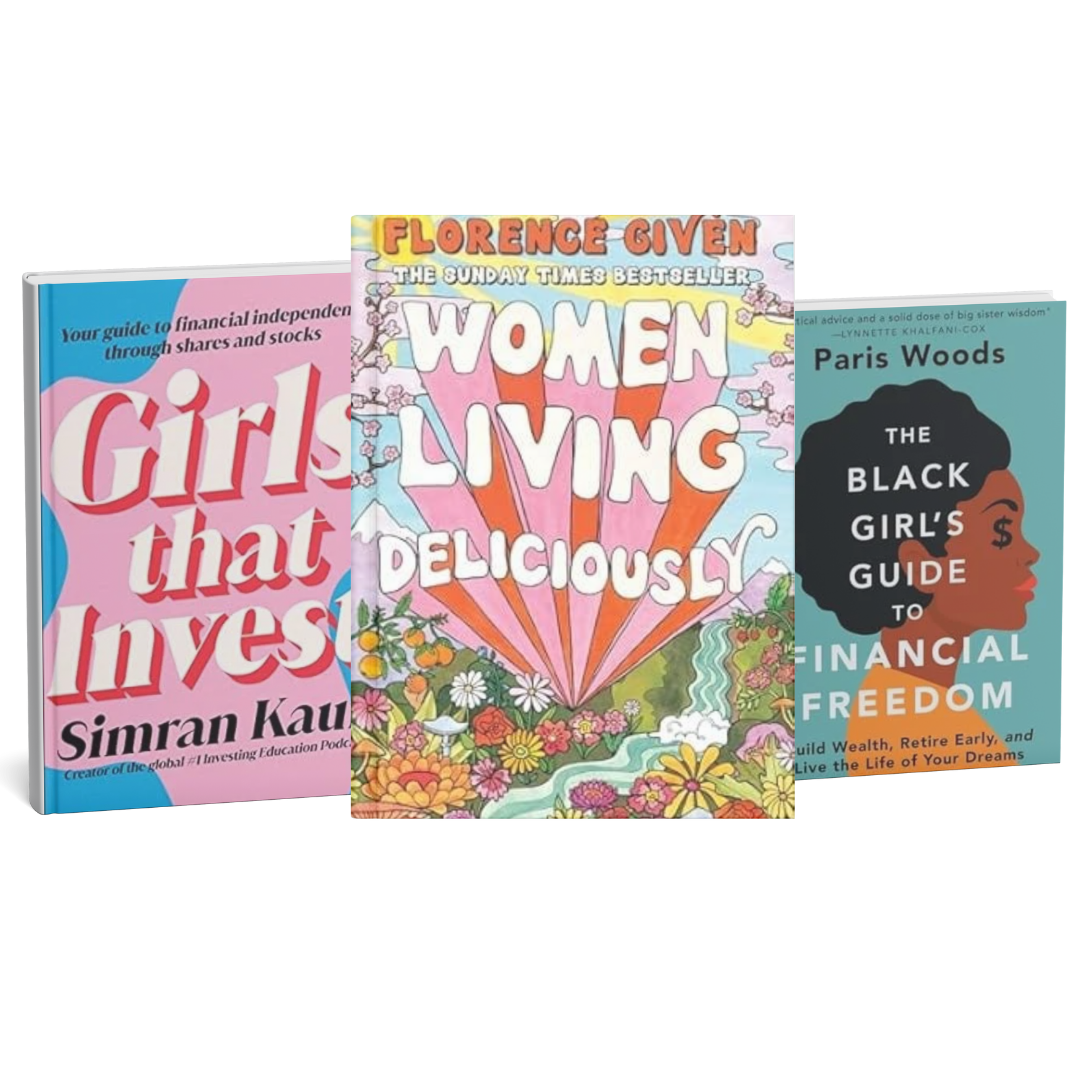 Your guide to financial independen
through shares and stocks
Girls
that
Invest
Simran Kau
Creator of the global #1 Investing Education Podc
FLORENCE GIVEN
THE SUNDAY TIMES BESTSELLER
WOMEN
LIVING
DELICIOUSLY
tical advice and a solid dose of big sister wisdom"
—LYNNETTE KHALFANI-COX
Paris Woods
THE
BLACK
GIRL'S
GUIDE
TO
FINANCIAL
FREEDOM
$
uild Wealth, Retire Early, and
Live the Life of Your Dreams